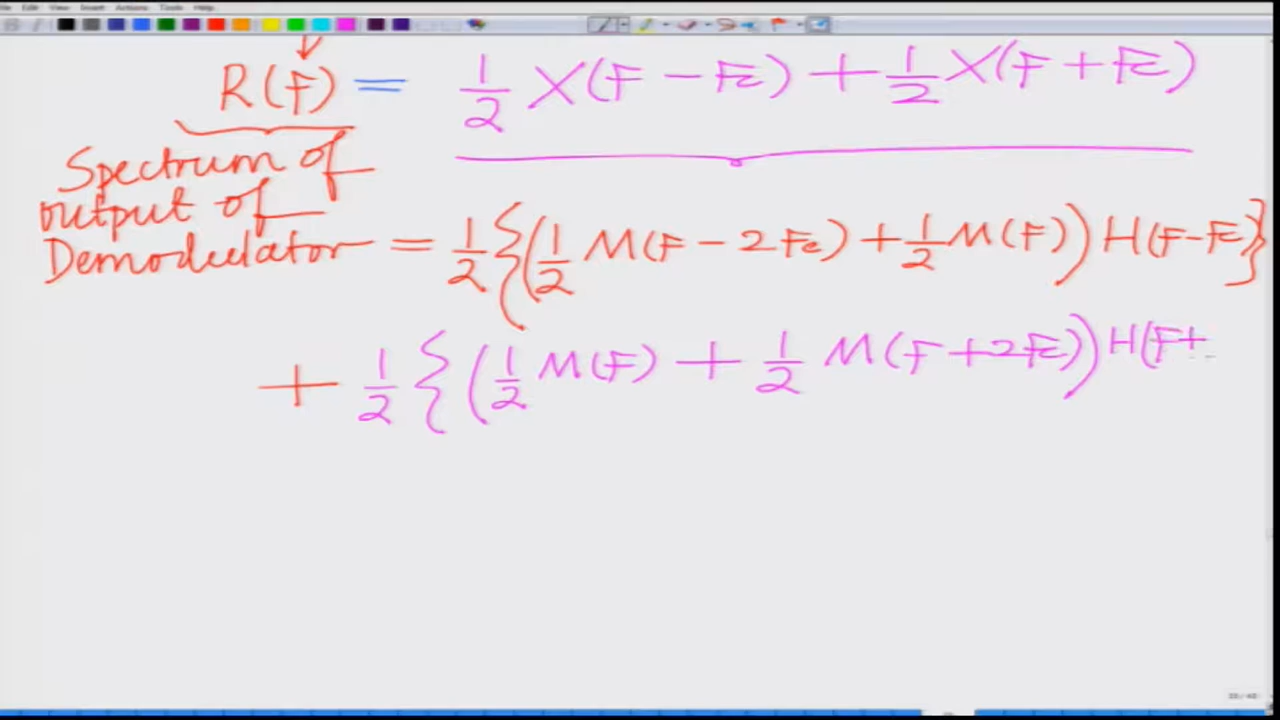 R(F) = 1/2 X(F - Fc) + 1/2 X(F + Fc)
Spectrum of
output of
Demodulator = 1/2 {(1/2 M(F - 2Fc) + 1/2 M(F)) H(F-Fc)}
+ 1/2 {(1/2 M(F) + 1/2 M(F + 2Fc)) H(F+